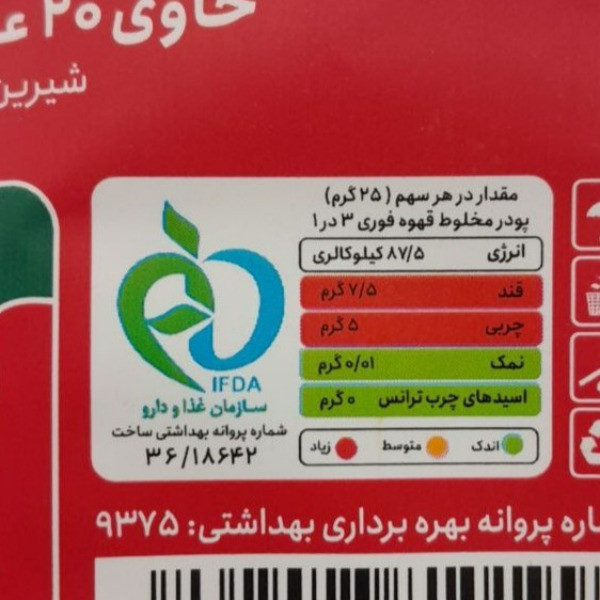 حاوی ۲۰
شیرین
مقدار در هر سهم (۲۵ گرم)
پودر مخلوط قهوه فوری ۳ در ۱
انرژی ۸۷/۵ کیلوکالری
قند ۷/۵ گرم
چربی ۵ گرم
نمک ۰/۰۱ گرم
اسیدهای چرب ترانس ۰ گرم
اندک متوسط زیاد
IFDA
سازمان غذا و دارو
شماره پروانه بهداشتی ساخت
۳۶/۱۸۶۴۲
پروانه بهره برداری بهداشتی: ۹۳۷۵